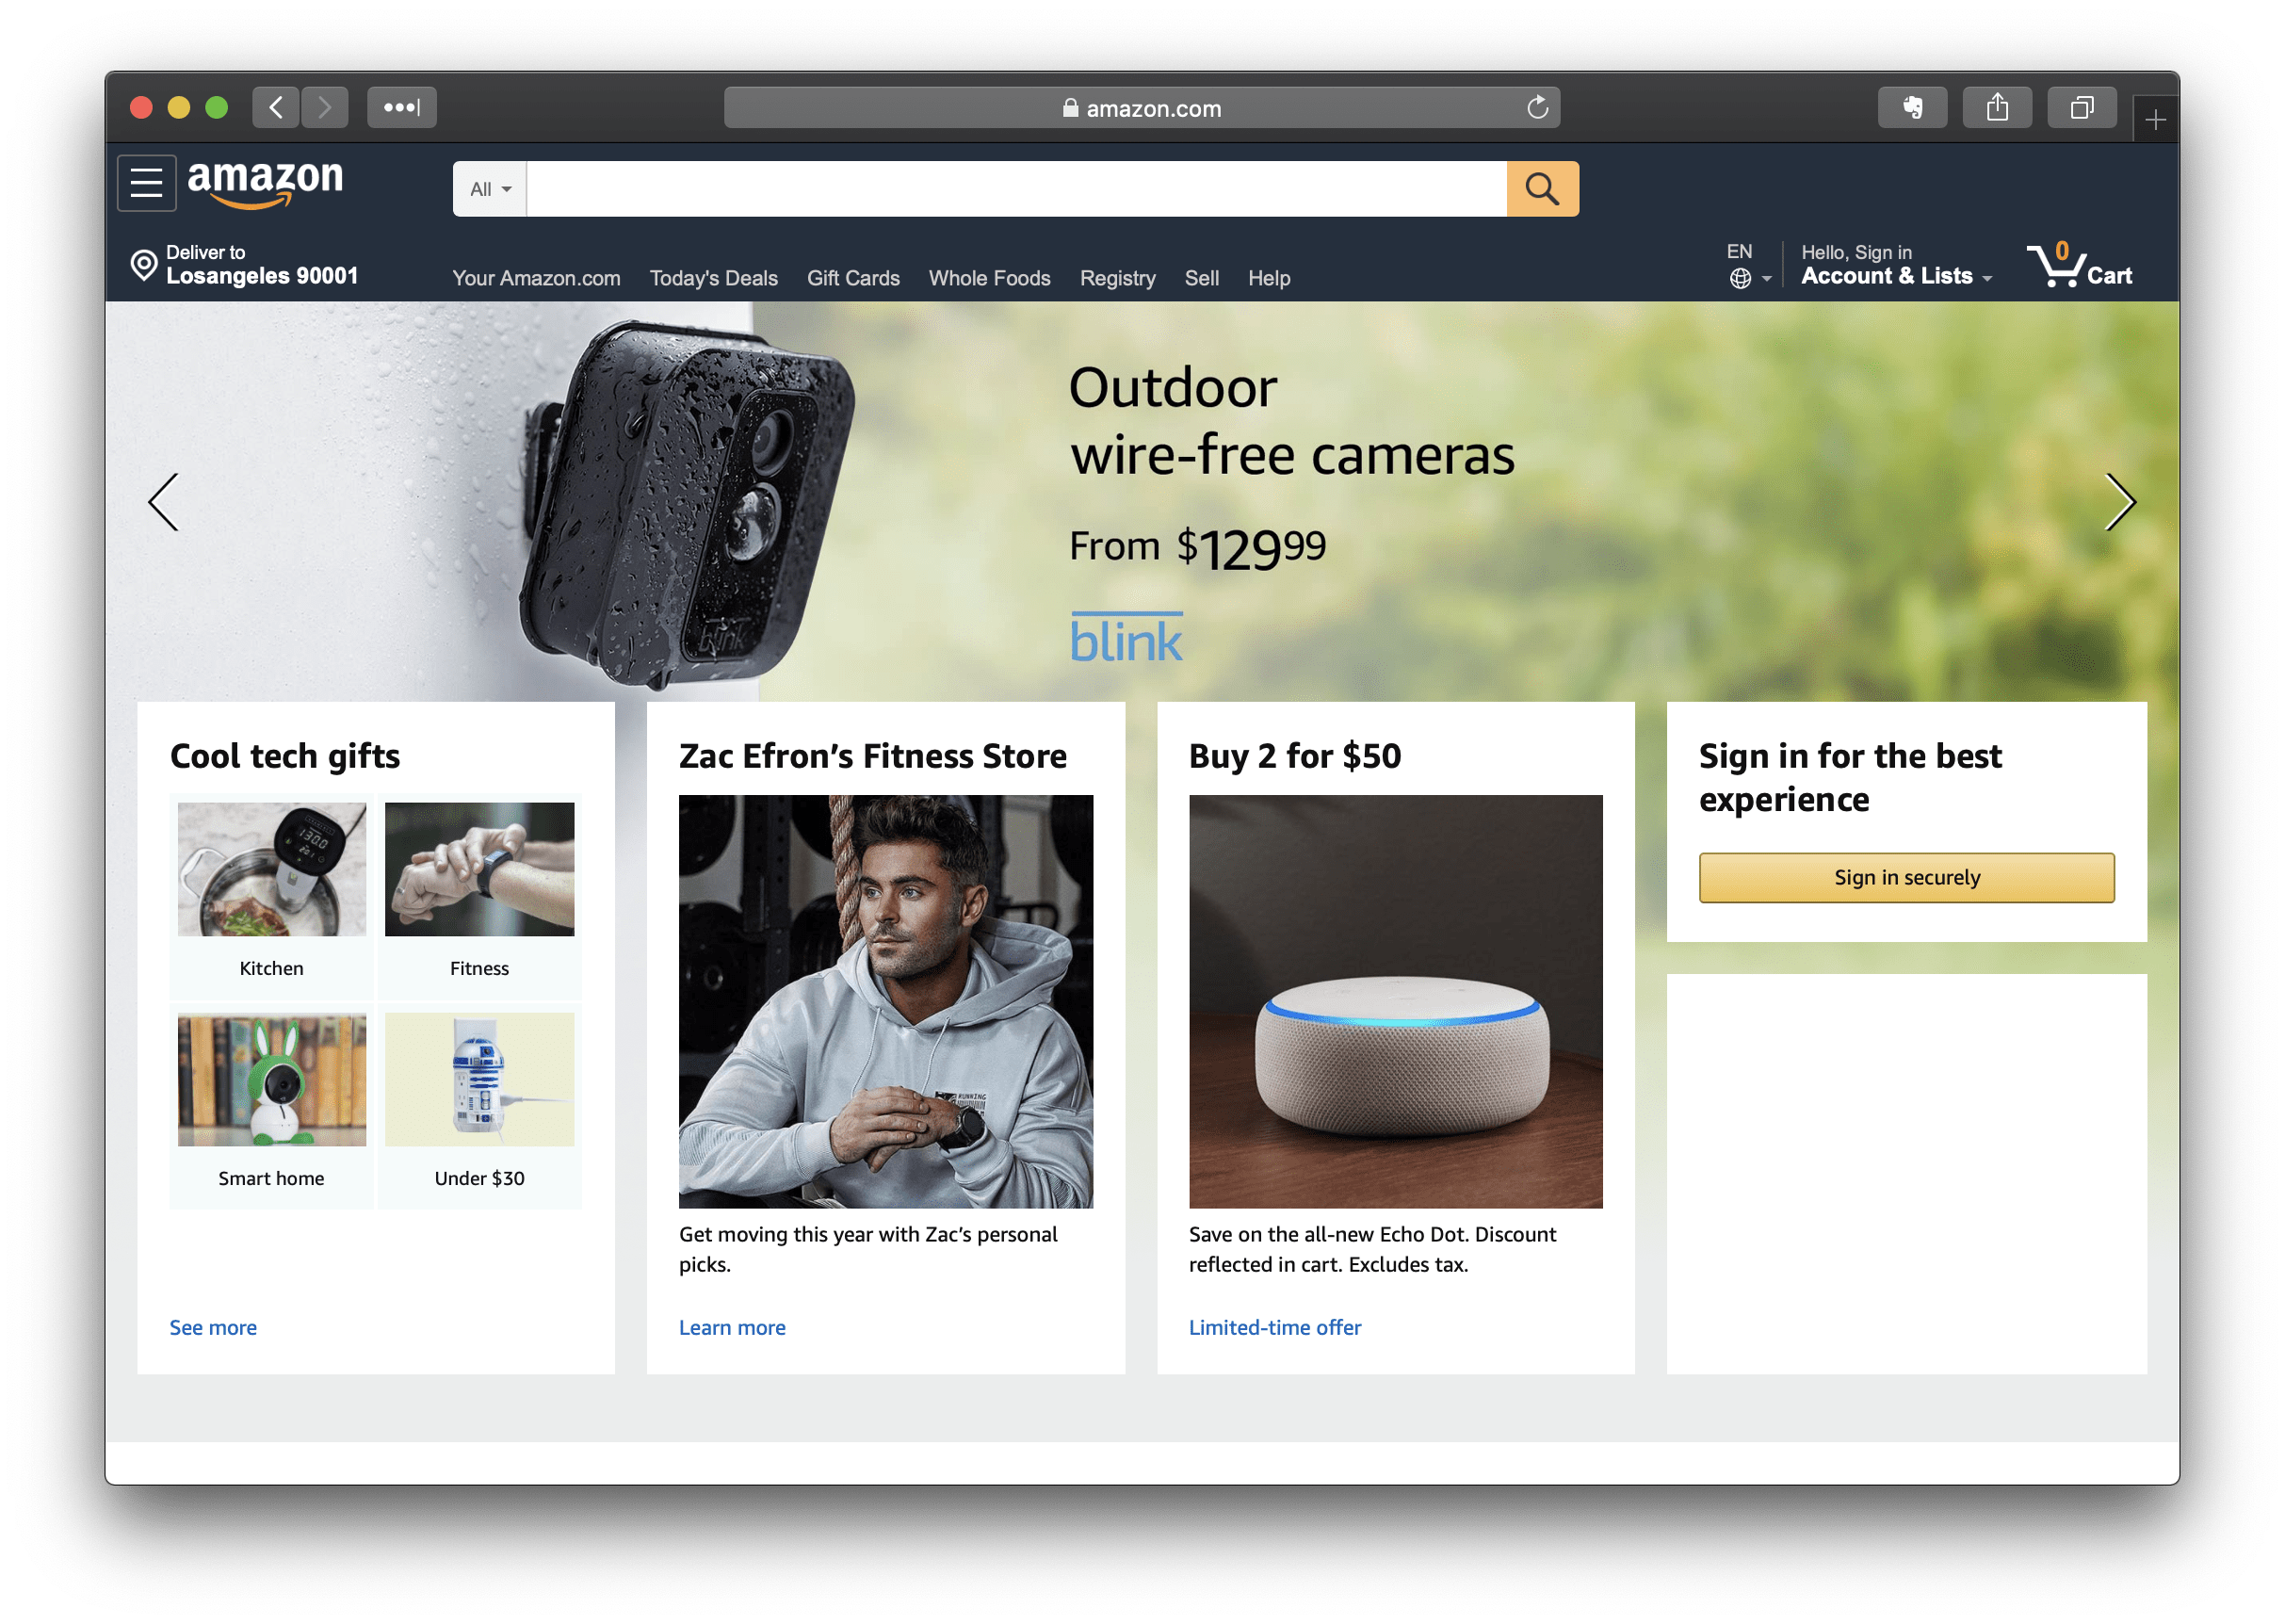 amazon.com
amazon
All
Deliver to
Losangeles 90001
Your Amazon.com Today's Deals Gift Cards Whole Foods Registry Sell Help
EN
Hello, Sign in
Account & Lists
0
Cart
Outdoor
wire-free cameras
From $129 99
blink
blink
Cool tech gifts
130.0
Kitchen
Fitness
Smart home
Under $30
See more
Zac Efron’s Fitness Store
RUNNING
Get moving this year with Zac’s personal
picks.
Learn more
Buy 2 for $50
Save on the all-new Echo Dot. Discount
reflected in cart. Excludes tax.
Limited-time offer
Sign in for the best
experience
Sign in securely